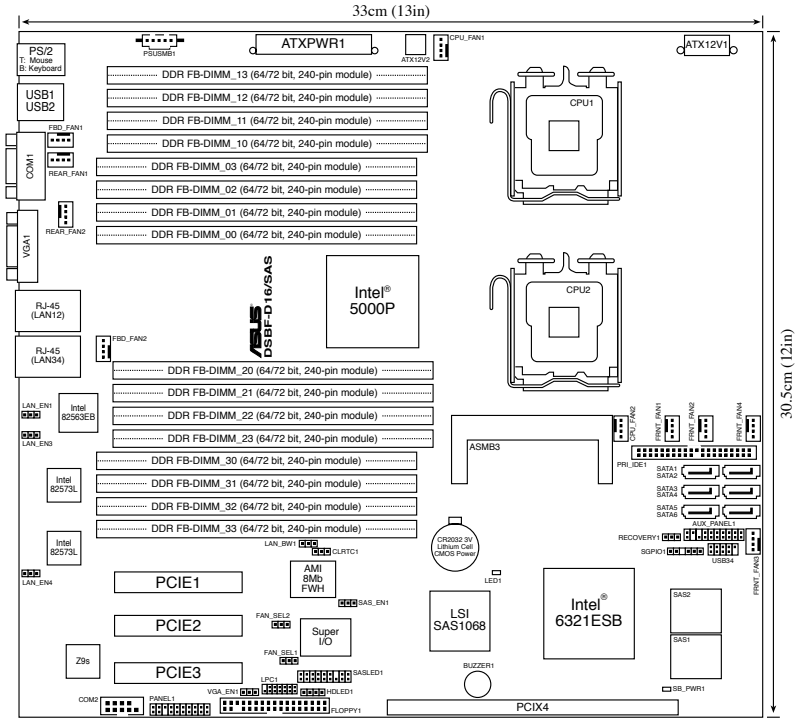 33cm (13in)
PS/2
T: Mouse
B: Keyboard
PSUSMB1
ATXPWR1
ATX12V2
CPU_FAN1
ATX12V1
USB1
USB2
DDR FB-DIMM_13 (64/72 bit, 240-pin module)
DDR FB-DIMM_12 (64/72 bit, 240-pin module)
DDR FB-DIMM_11 (64/72 bit, 240-pin module)
DDR FB-DIMM_10 (64/72 bit, 240-pin module)
DDR FB-DIMM_03 (64/72 bit, 240-pin module)
DDR FB-DIMM_02 (64/72 bit, 240-pin module)
DDR FB-DIMM_01 (64/72 bit, 240-pin module)
DDR FB-DIMM_00 (64/72 bit, 240-pin module)
CPU1
FBD_FAN1
COM1
REAR_FAN1
REAR_FAN2
VGA1
ASUS
DSBF-D16/SAS
Intel®
5000P
CPU2
RJ-45
(LAN12)
RJ-45
(LAN34)
FBD_FAN2
30.5cm (12in)
DDR FB-DIMM_20 (64/72 bit, 240-pin module)
DDR FB-DIMM_21 (64/72 bit, 240-pin module)
DDR FB-DIMM_22 (64/72 bit, 240-pin module)
DDR FB-DIMM_23 (64/72 bit, 240-pin module)
DDR FB-DIMM_30 (64/72 bit, 240-pin module)
DDR FB-DIMM_31 (64/72 bit, 240-pin module)
DDR FB-DIMM_32 (64/72 bit, 240-pin module)
DDR FB-DIMM_33 (64/72 bit, 240-pin module)
LAN_EN1
LAN_EN3
Intel
82563EB
Intel
82573L
Intel
82573L
LAN_EN4
ASMB3
CPU_FAN2
FRNT_FAN1
FRNT_FAN2
FRNT_FAN4
PRI_IDE1
SATA1
SATA2
SATA3
SATA4
SATA5
SATA6
AUX_PANEL1
RECOVERY1
SGPIO1
USB34
FRNT_FAN3
LAN_BW1
CLRTC1
CR2032 3V
Lithium Cell
CMOS Power
LED1
AMI
8Mb
FWH
SAS_EN1
PCIE1
PCIE2
PCIE3
FAN_SEL2
Super
I/O
FAN_SEL1
LSI
SAS1068
Intel®
6321ESB
SAS2
SAS1
Z9s
BUZZER1
SB_PWR1
LPC1
SASLED1
VGA_EN1
HDLED1
COM2
PANEL1
FLOPPY1
PCIX4